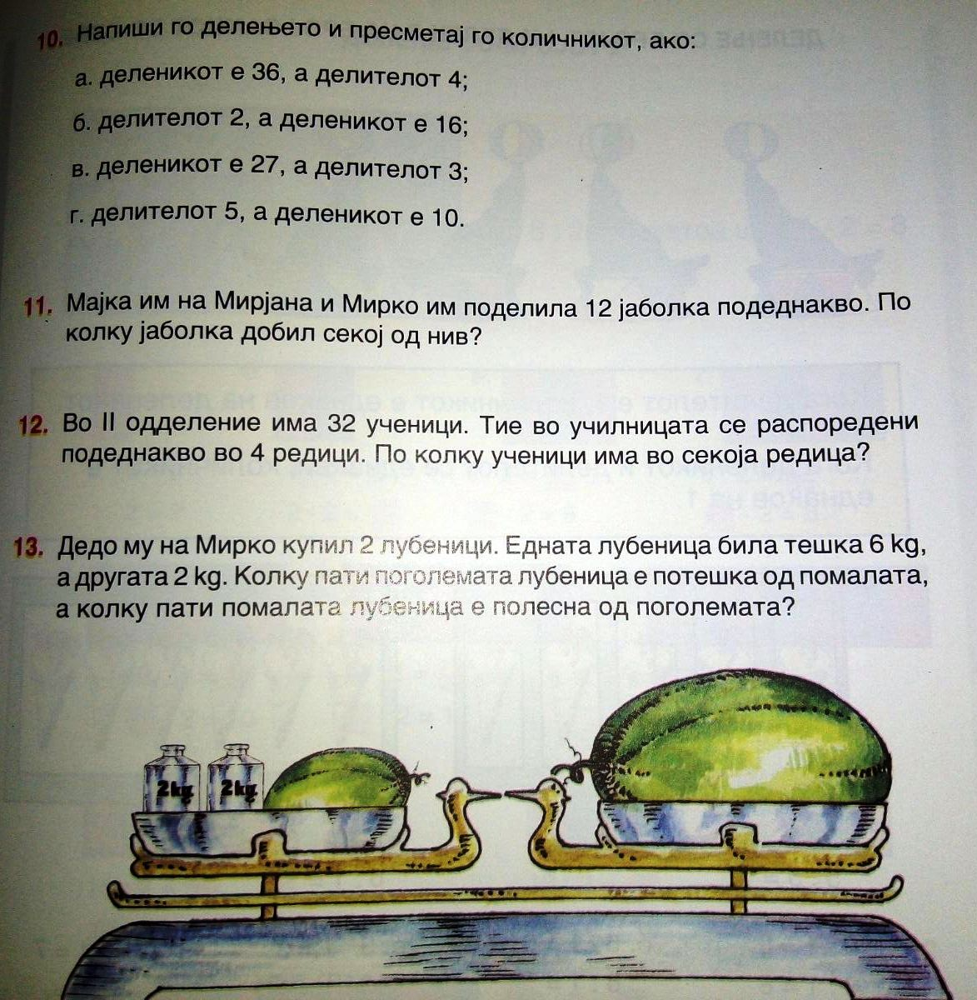 10. Напиши го делењето и пресметај го количникот, ако:
а. деленикот е 36, а делителот 4;
б. делителот 2, а деленикот е 16;
в. деленикот е 27, а делителот 3;
г. делителот 5, а деленикот е 10.
11. Мајка им на Мирјана и Мирко им поделила 12 јаболка подеднакво. По
колку јаболка добил секој од нив?
12. Во II одделение има 32 ученици. Тие во училницата се распоредени
подеднакво во 4 редици. По колку ученици има во секоја редица?
13. Дедо му на Мирко купил 2 лубеници. Едната лубеница била тешка 6 kg,
а другата 2 kg. Колку пати поголемата лубеница е потешка од помалата,
а колку пати помалата лубеница е полесна од поголемата?
2kg 2kg